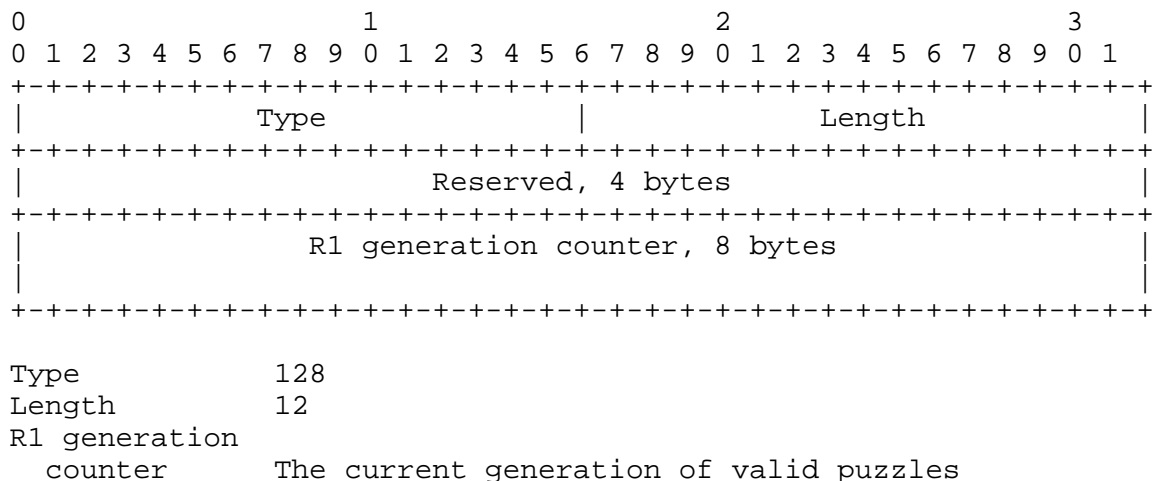 0                   1                   2                   3
0 1 2 3 4 5 6 7 8 9 0 1 2 3 4 5 6 7 8 9 0 1 2 3 4 5 6 7 8 9 0 1
+-+-+-+-+-+-+-+-+-+-+-+-+-+-+-+-+-+-+-+-+-+-+-+-+-+-+-+-+-+-+-+-+
|             Type              |             Length            |
+-+-+-+-+-+-+-+-+-+-+-+-+-+-+-+-+-+-+-+-+-+-+-+-+-+-+-+-+-+-+-+-+
|                       Reserved, 4 bytes                       |
+-+-+-+-+-+-+-+-+-+-+-+-+-+-+-+-+-+-+-+-+-+-+-+-+-+-+-+-+-+-+-+-+
|                R1 generation counter, 8 bytes                 |
|                                                               |
+-+-+-+-+-+-+-+-+-+-+-+-+-+-+-+-+-+-+-+-+-+-+-+-+-+-+-+-+-+-+-+-+
Type           128
Length         12
R1 generation
  counter      The current generation of valid puzzles